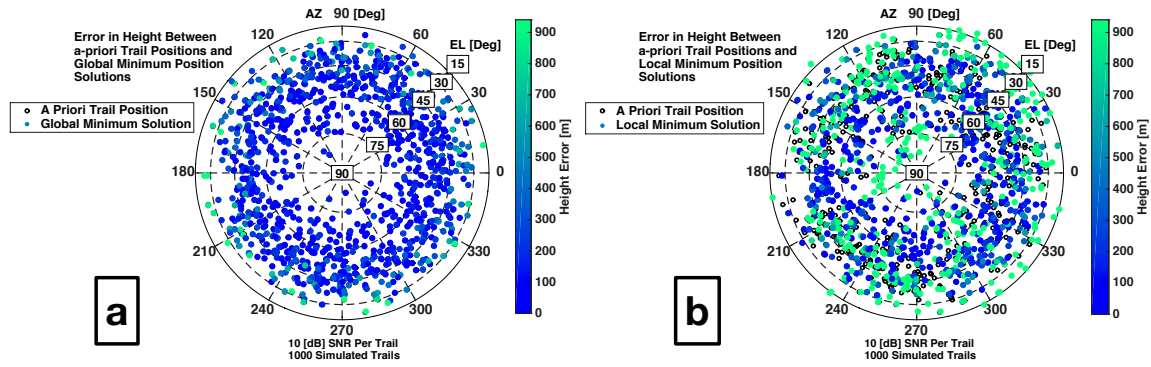 Error in Height Between
a-priori Trail Positions and
Global Minimum Position
Solutions
A Priori Trail Position
Global Minimum Solution
AZ 90 [Deg]
60
EL [Deg]
15
30
45
60
75
90
30
0
330
300
270
240
210
180
150
120
10 [dB] SNR Per Trail
1000 Simulated Trails
900
800
700
600
500
400
300
200
100
0
Height Error [m]
a
Error in Height Between
a-priori Trail Positions and
Local Minimum Position
Solutions
A Priori Trail Position
Local Minimum Solution
AZ 90 [Deg]
60
EL [Deg]
15
30
45
60
75
90
30
0
330
300
270
240
210
180
150
120
10 [dB] SNR Per Trail
1000 Simulated Trails
900
800
700
600
500
400
300
200
100
0
Height Error [m]
b